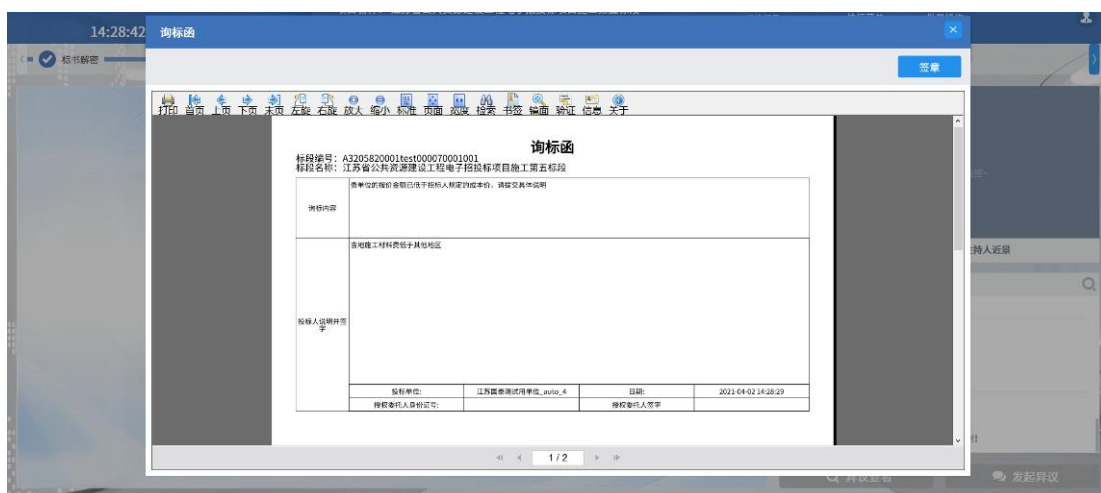 14:28:42
询标函
标书解密
签章
打印 首页 上页 下页 末页 左旋 右旋 放大 缩小 标准 页面 宽度 检索 书签 缩面 验证 信息 关于
询标函
标段编号：A3205820001test000070001001
标段名称：江苏省公共资源建设工程电子招投标项目施工第五标段
询标内容
贵单位的报价金额已低于招标人规定的成本价，请提交具体说明
投标人说明并签字
当地施工材料费低于其他地区
投标单位: 江苏国泰测试用单位_auto_4 日期: 2021-04-02 14:28:29
授权委托人身份证号: 授权委托人签字
1 / 2
主持人近景
异议查看
发起异议